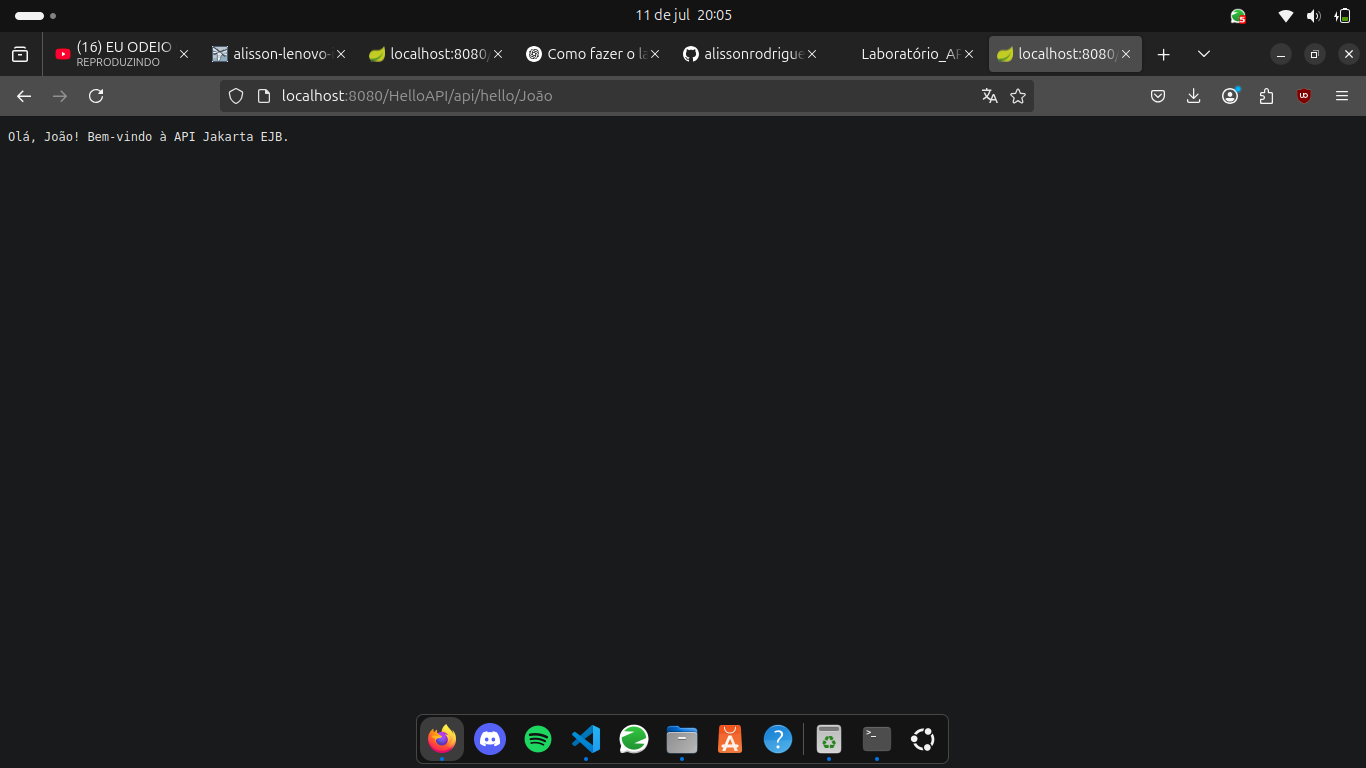 11 de jul 20:05
(16) EU ODEIO
REPRODUZINDO
alisson-lenovo-
localhost:8080/
Como fazer o la
alissonrodrigue
Laboratório_AP
localhost:8080/
localhost:8080/HelloAPI/api/hello/João
Olá, João! Bem-vindo à API Jakarta EJB.